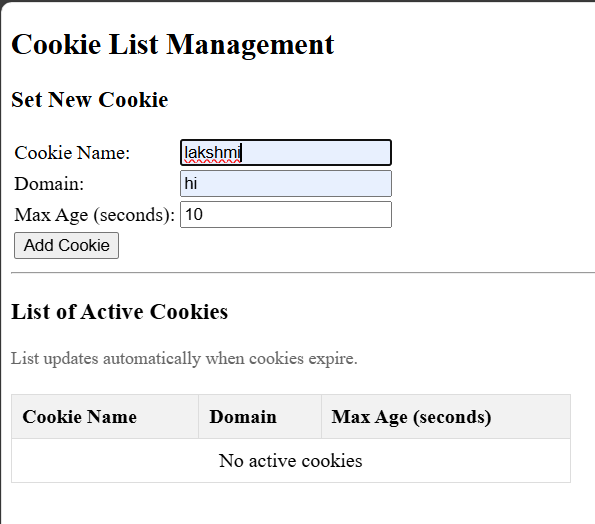 Cookie List Management
Set New Cookie
Cookie Name: lakshmi
Domain: hi
Max Age (seconds): 10
Add Cookie
List of Active Cookies
List updates automatically when cookies expire.
Cookie Name Domain Max Age (seconds)
No active cookies